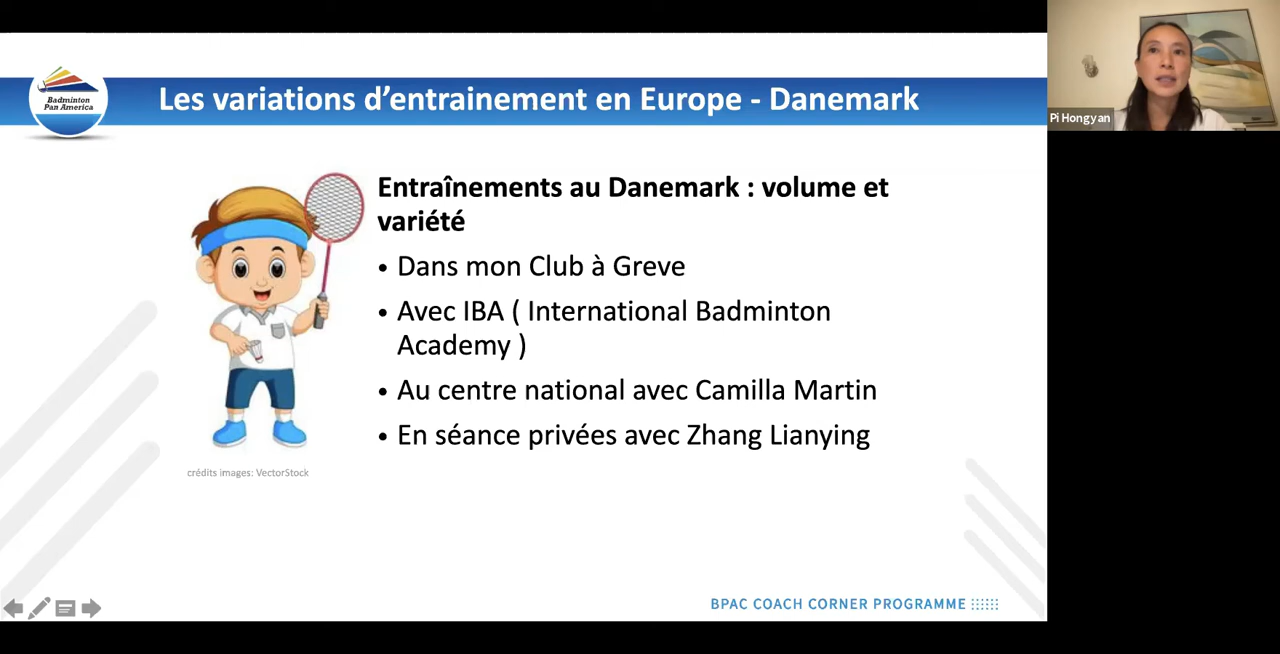 Badminton
Pan America
Les variations d’entrainement en Europe - Danemark
Pi Hongyan
Entraînements au Danemark : volume et
variété
• Dans mon Club à Greve
• Avec IBA ( International Badminton
Academy )
• Au centre national avec Camilla Martin
• En séance privées avec Zhang Lianying
crédits images: VectorStock
BPAC COACH CORNER PROGRAMME